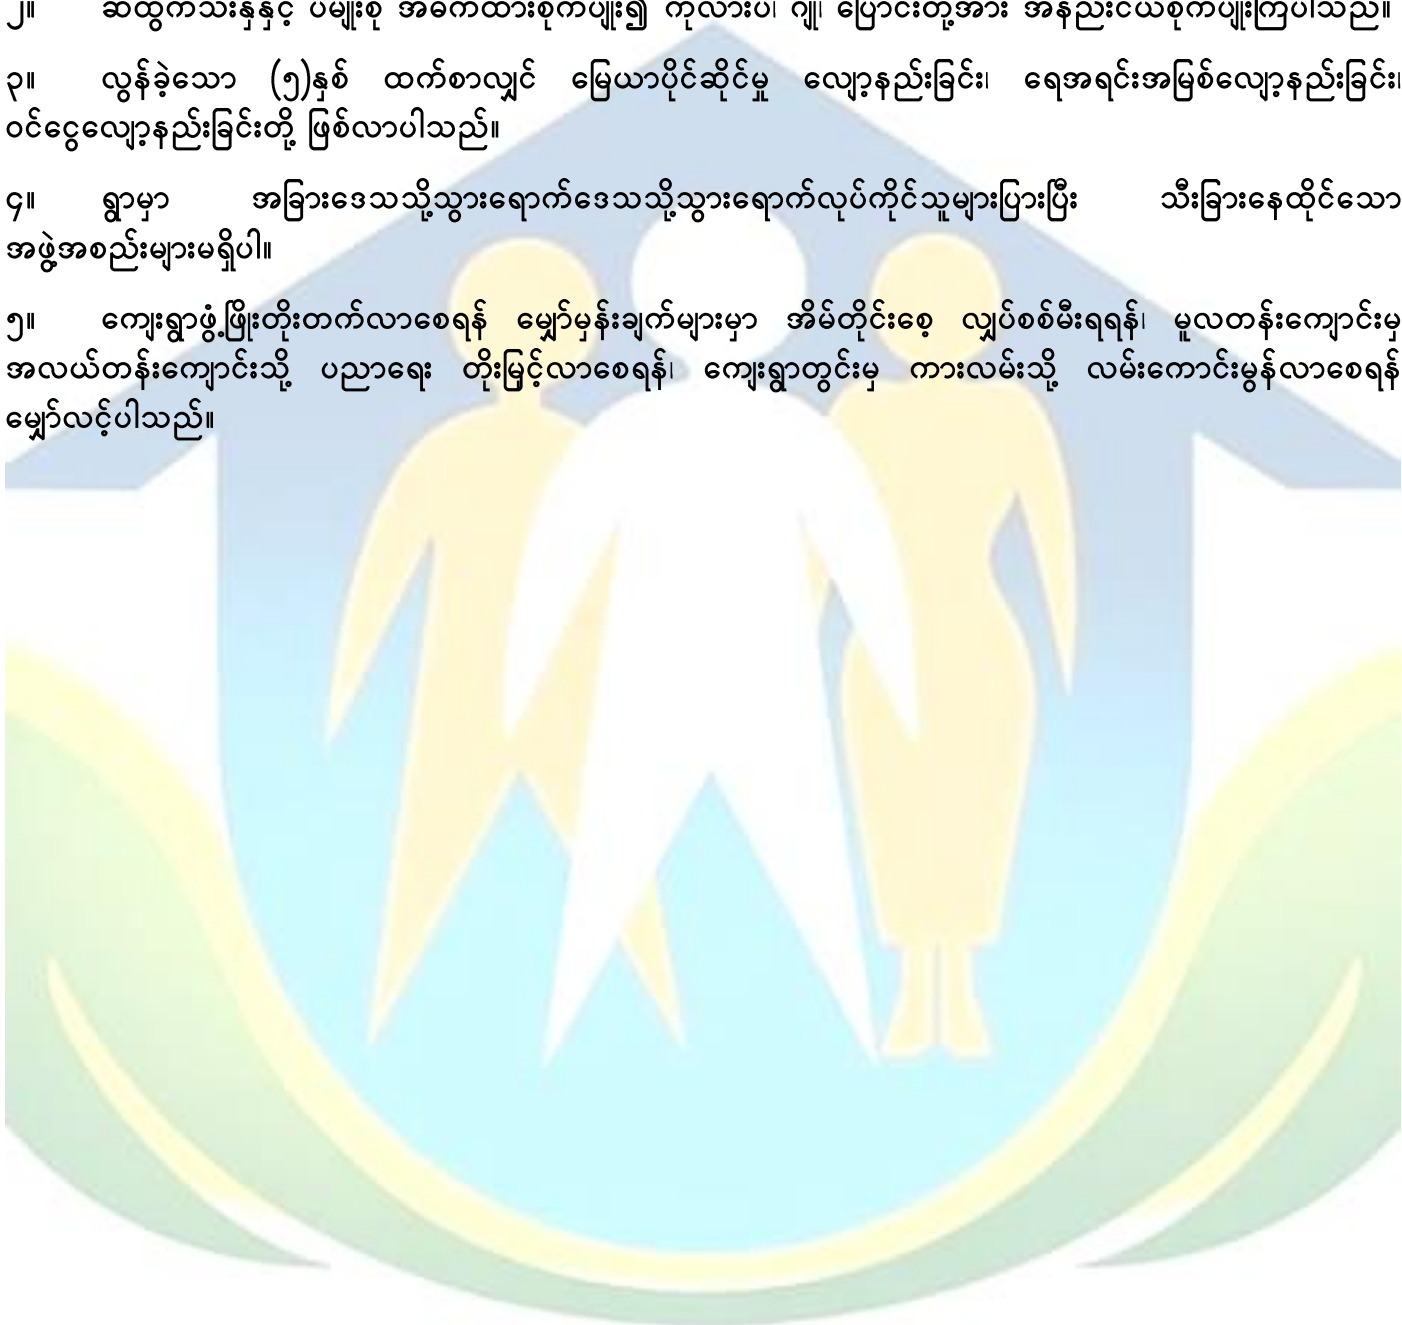 ၂။ ဆီထွက်သီးနှံနှင့် ပဲမျိုးစုံ အဓိကထားစိုက်ပျိုး၍ ကုလားပဲ၊ ဂျုံ၊ ပြောင်းတို့အား အနည်းငယ်စိုက်ပျိုးကြပါသည်။
၃။ လွန်ခဲ့သော (၅)နှစ် ထက်စာလျှင် မြေယာပိုင်ဆိုင်မှု လျော့နည်းခြင်း၊ ရေအရင်းအမြစ်လျော့နည်းခြင်း၊
ဝင်ငွေလျော့နည်းခြင်းတို့ ဖြစ်လာပါသည်။
၄။ ရွာမှာ အခြားဒေသသို့သွားရောက်ဒေသသို့သွားရောက်လုပ်ကိုင်သူများပြားပြီး သီးခြားနေထိုင်သော
အဖွဲ့အစည်းများမရှိပါ။
၅။ ကျေးရွာဖွံ့ဖြိုးတိုးတက်လာစေရန် မျှော်မှန်းချက်များမှာ အိမ်တိုင်းစေ့ လျှပ်စစ်မီးရရန်၊ မူလတန်းကျောင်းမှ
အလယ်တန်းကျောင်းသို့ ပညာရေး တိုးမြှင့်လာစေရန်၊ ကျေးရွာတွင်းမှ ကားလမ်းသို့ လမ်းကောင်းမွန်လာစေရန်
မျှော်လင့်ပါသည်။